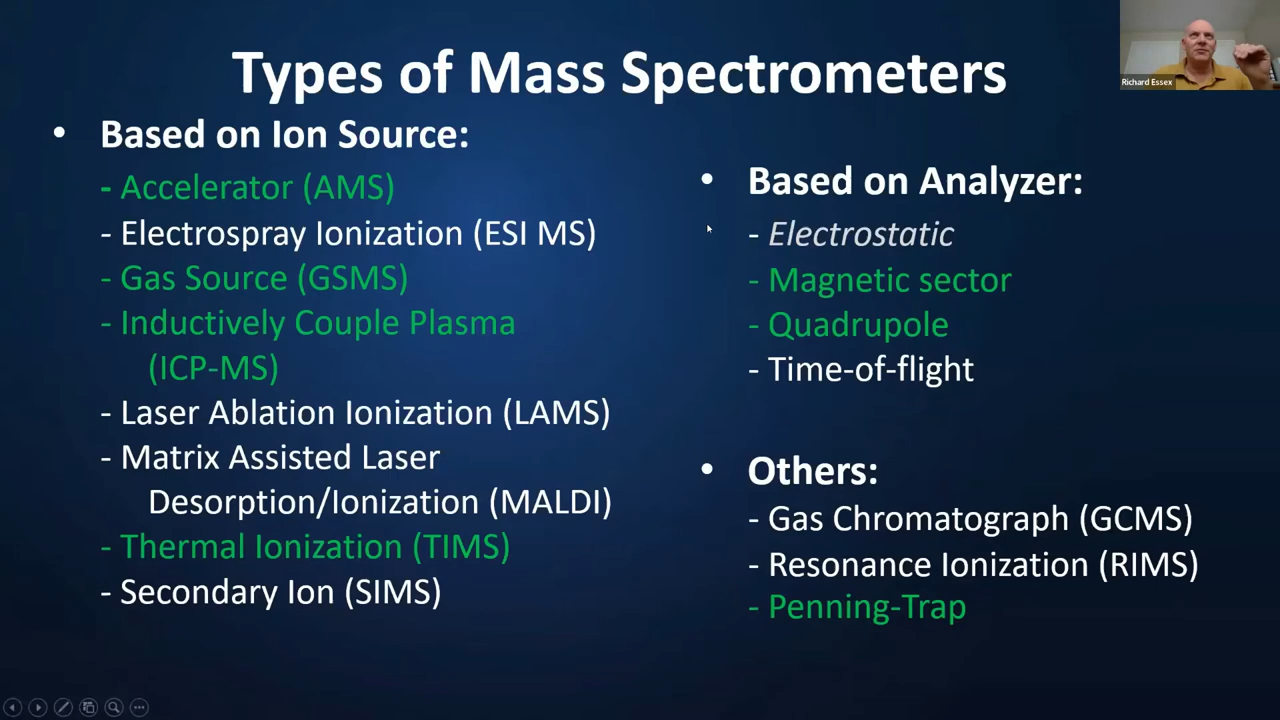 Types of Mass Spectrometers
Richard Essex
• Based on Ion Source:
- Accelerator (AMS)
- Electrospray Ionization (ESI MS)
- Gas Source (GSMS)
- Inductively Couple Plasma
(ICP-MS)
- Laser Ablation Ionization (LAMS)
- Matrix Assisted Laser
Desorption/Ionization (MALDI)
- Thermal Ionization (TIMS)
- Secondary Ion (SIMS)
• Based on Analyzer:
- Electrostatic
- Magnetic sector
- Quadrupole
- Time-of-flight
• Others:
- Gas Chromatograph (GCMS)
- Resonance Ionization (RIMS)
- Penning-Trap